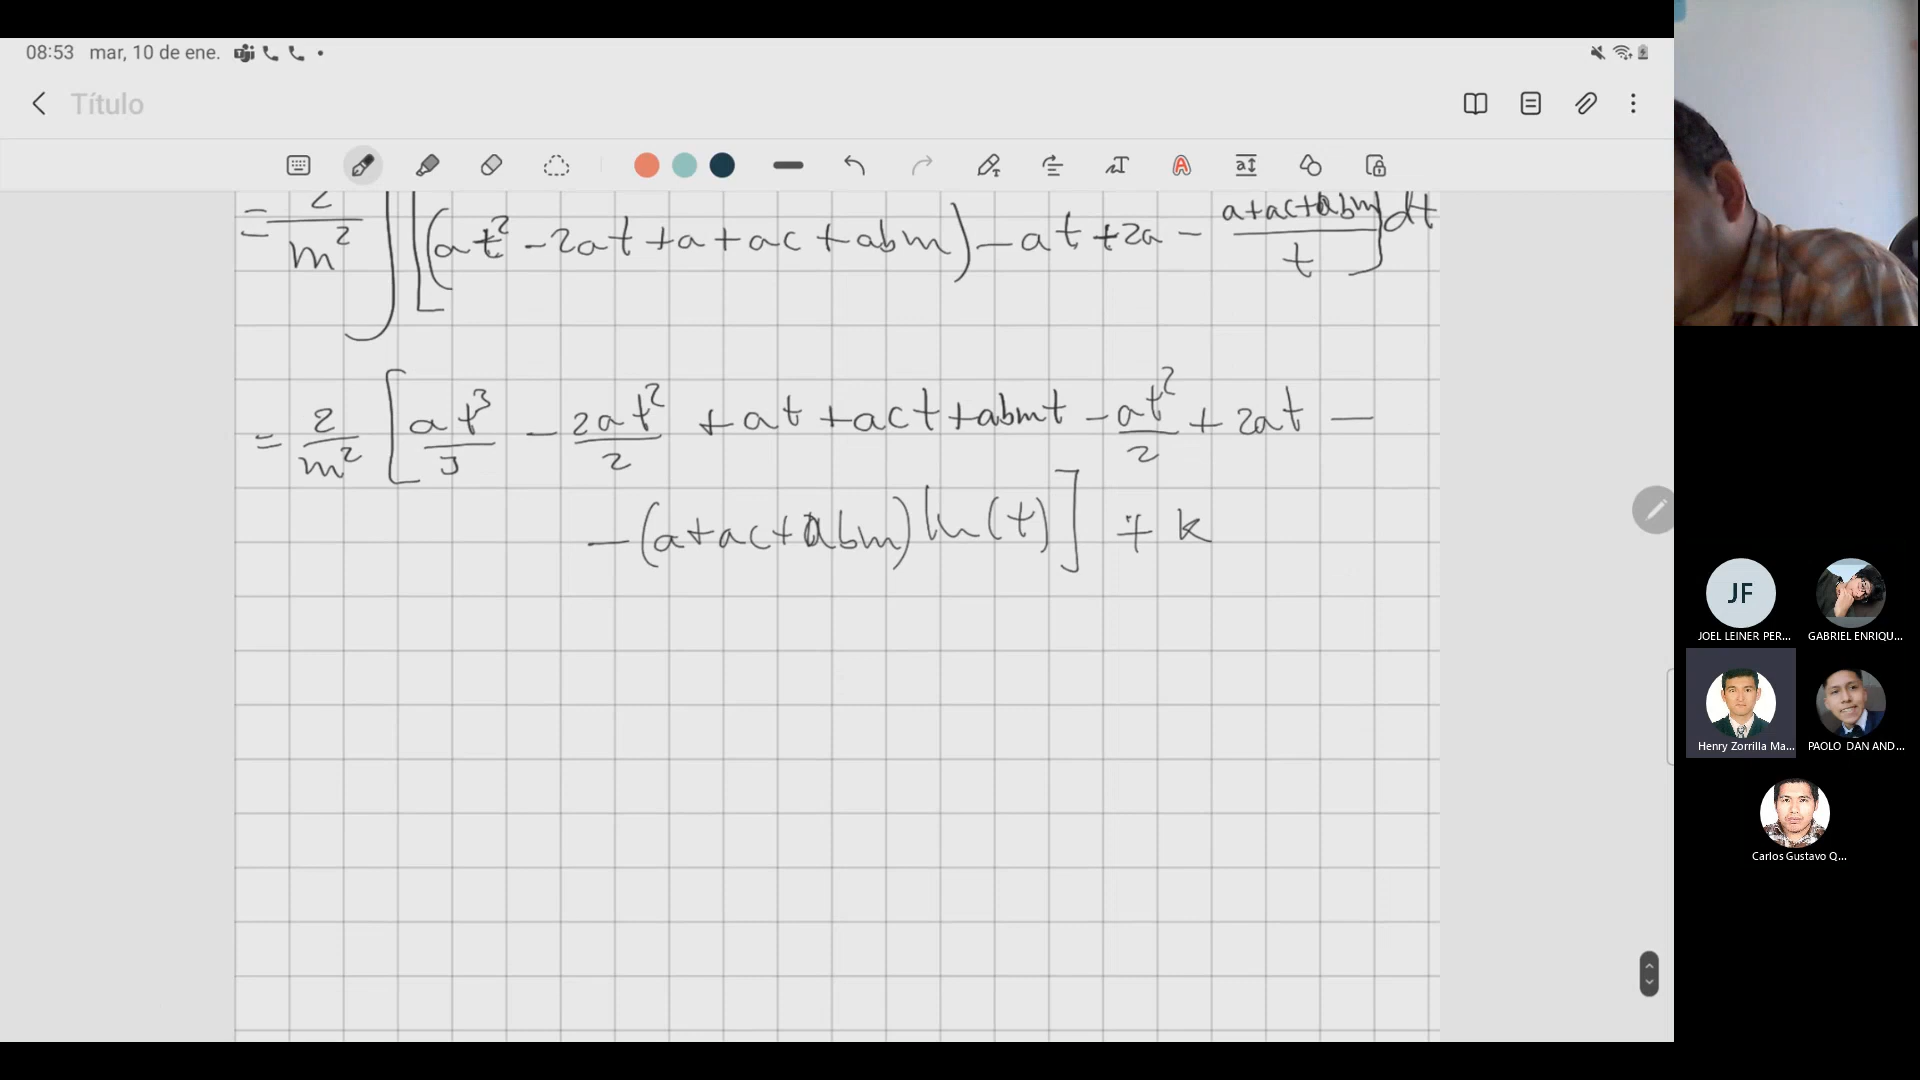 08:53 mar, 10 de ene.
Título
= 2/m² ∫ [(at² - 2at + a + ac + abm) - at + 2a - (a+ac+abm)/t] dt
= 2/m² [at³/3 - 2at²/2 + at + act + abmt - at²/2 + 2at -
- (a+ac+abm) ln(t)] + k
JF
JOEL LEINER PER...
GABRIEL ENRIQU...
Henry Zorrilla Ma...
PAOLO DAN AND...
Carlos Gustavo Q...